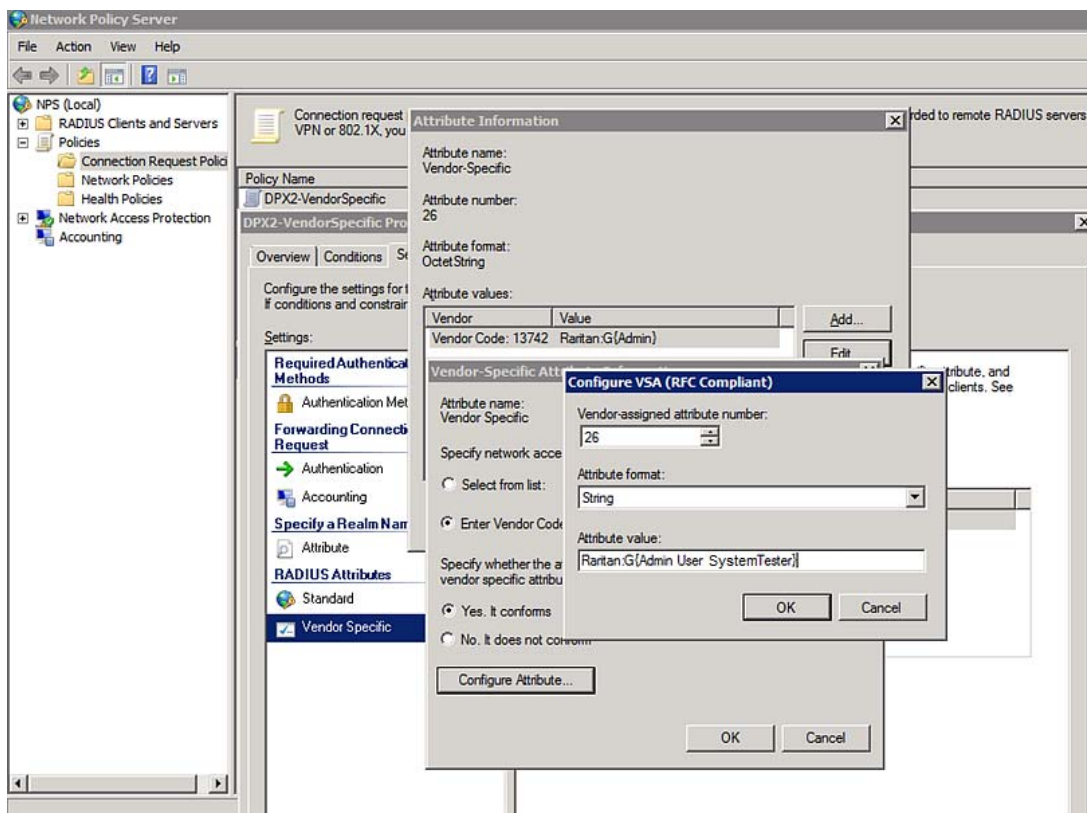 Network Policy Server
File Action View Help
NPS (Local)
RADIUS Clients and Servers
Policies
Connection Request Polici
Network Policies
Health Policies
Network Access Protection
Accounting
Connection request
VPN or 802.1X, you
rded to remote RADIUS servers
Policy Name
DPX2-VendorSpecific
DPX2-VendorSpecific Pro
Overview Conditions Se
Configure the settings for
If conditions and constrair
Settings:
Required Authenticat
Methods
Authentication Met
Forwarding Connecti
Request
Authentication
Accounting
Specify a Realm Nam
Attribute
RADIUS Attributes
Standard
Vendor Specific
Attribute Information
Attribute name:
Vendor-Specific
Attribute number:
26
Attribute format:
OctetString
Attribute values:
Vendor Value
Vendor Code: 13742 Raritan:G{Admin}
Add...
Edit
tribute, and
clients. See
Vendor-Specific Att
Attribute name:
Vendor Specific
Specify network acce
Select from list:
Enter Vendor Code
Specify whether the a
vendor specific attribu
Yes. It conforms
No. It does not conform
Configure Attribute...
OK Cancel
Configure VSA (RFC Compliant)
Vendor-assigned attribute number:
26
Attribute format:
String
Attribute value:
Raritan:G{Admin User SystemTester}
OK Cancel